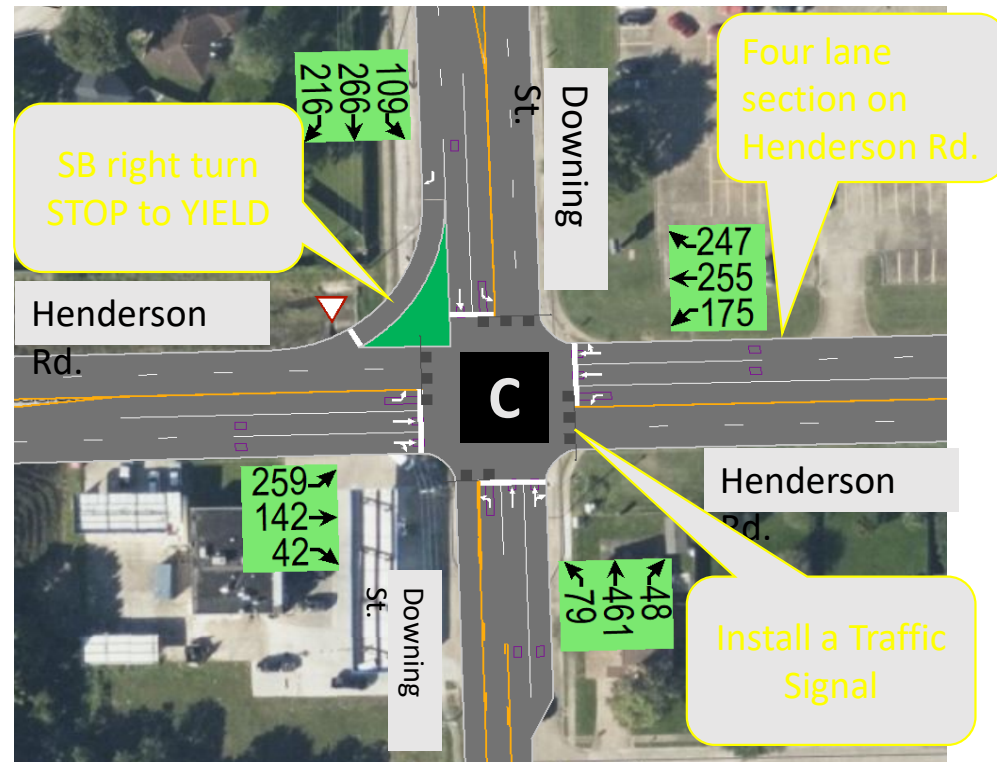 Four lane
section on
Henderson Rd.
109
266
216
Downing
St.
SB right turn
STOP to YIELD
247
255
175
Henderson
Rd.
C
259
142
42
Henderson
Rd.
Downing
St.
79
461
48
Install a Traffic
Signal